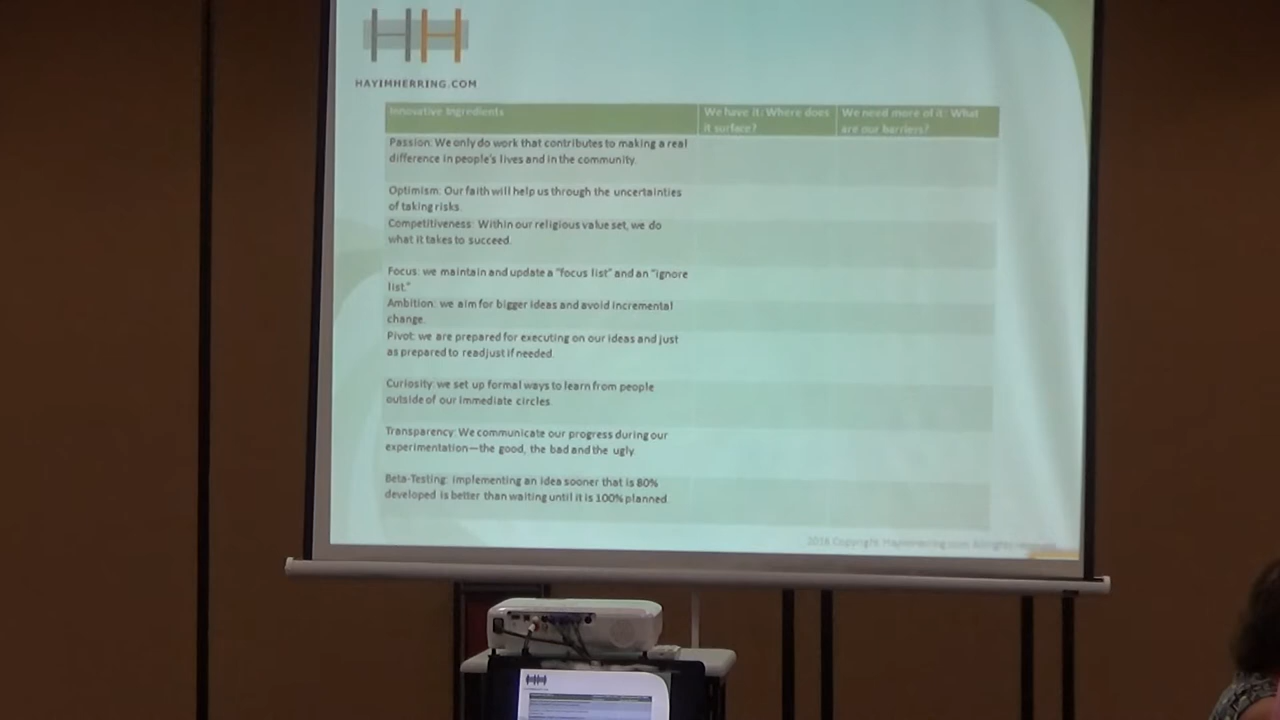 HH
HAYIMHERRING.COM
Innovative Ingredients
We have it: Where does
it surface?
We need more of it: What
are our barriers?
Passion: We only do work that contributes to making a real
difference in people's lives and in the community.
Optimism: Our faith will help us through the uncertainties
of taking risks.
Competitiveness: Within our religious value set, we do
what it takes to succeed.
Focus: we maintain and update a "focus list" and an "ignore
list."
Ambition: we aim for bigger ideas and avoid incremental
change.
Pivot: we are prepared for executing on our ideas and just
as prepared to readjust if needed.
Curiosity: we set up formal ways to learn from people
outside of our immediate circles
Transparency: We communicate our progress during our
experimentation—the good, the bad and the ugly
Beta-Testing: Implementing an idea sooner that is 80%
developed is better than waiting until it is 100% planned.
Copyright Hayimherring.com All rights